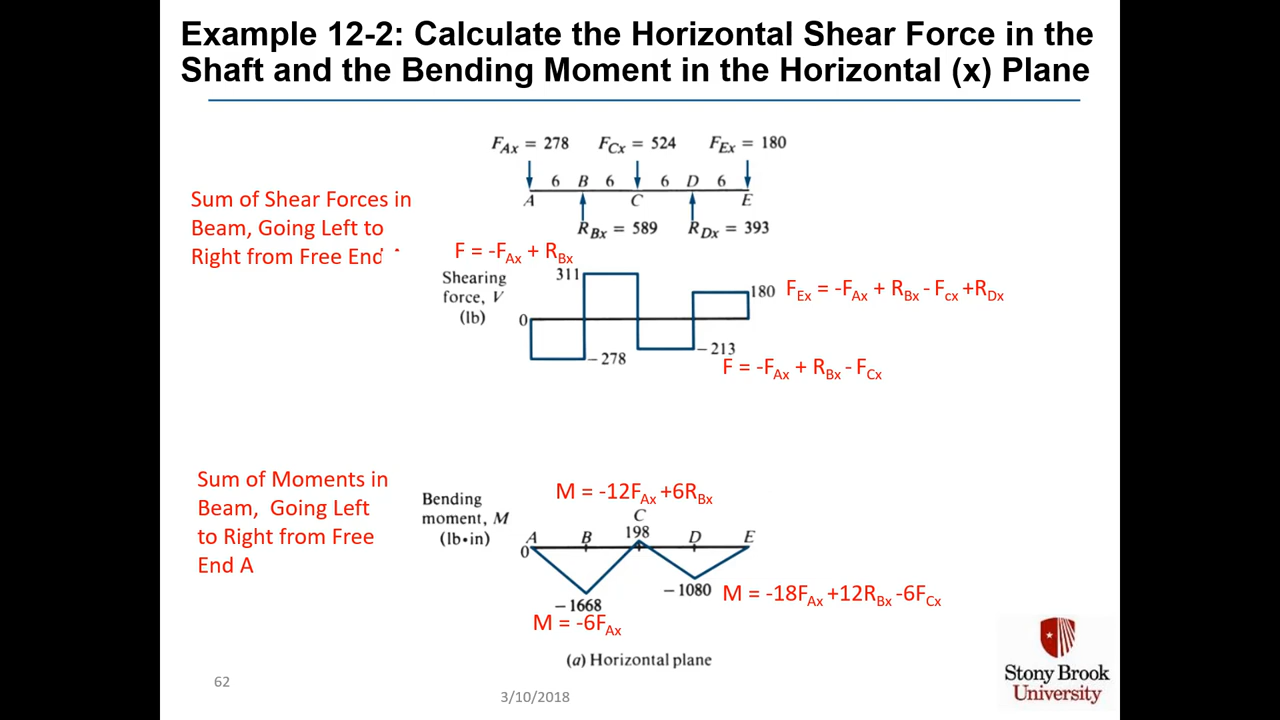 Example 12-2: Calculate the Horizontal Shear Force in the
Shaft and the Bending Moment in the Horizontal (x) Plane
F_Ax = 278 F_Cx = 524 F_Ex = 180
6 B 6 6 D 6
A C E
R_Bx = 589 R_Dx = 393
Sum of Shear Forces in
Beam, Going Left to
Right from Free End
F = -F_Ax + R_Bx
Shearing
force, V
(lb)
311
0
-278
-213
180
F_Ex = -F_Ax + R_Bx - F_cx +R_Dx
F = -F_Ax + R_Bx - F_Cx
Sum of Moments in
Beam, Going Left
to Right from Free
End A
Bending
moment, M
(lb•in)
M = -12F_Ax +6R_Bx
C
A B 198 D E
0
-1668
-1080
M = -18F_Ax +12R_Bx -6F_Cx
M = -6F_Ax
(a) Horizontal plane
62
3/10/2018
Stony Brook
University